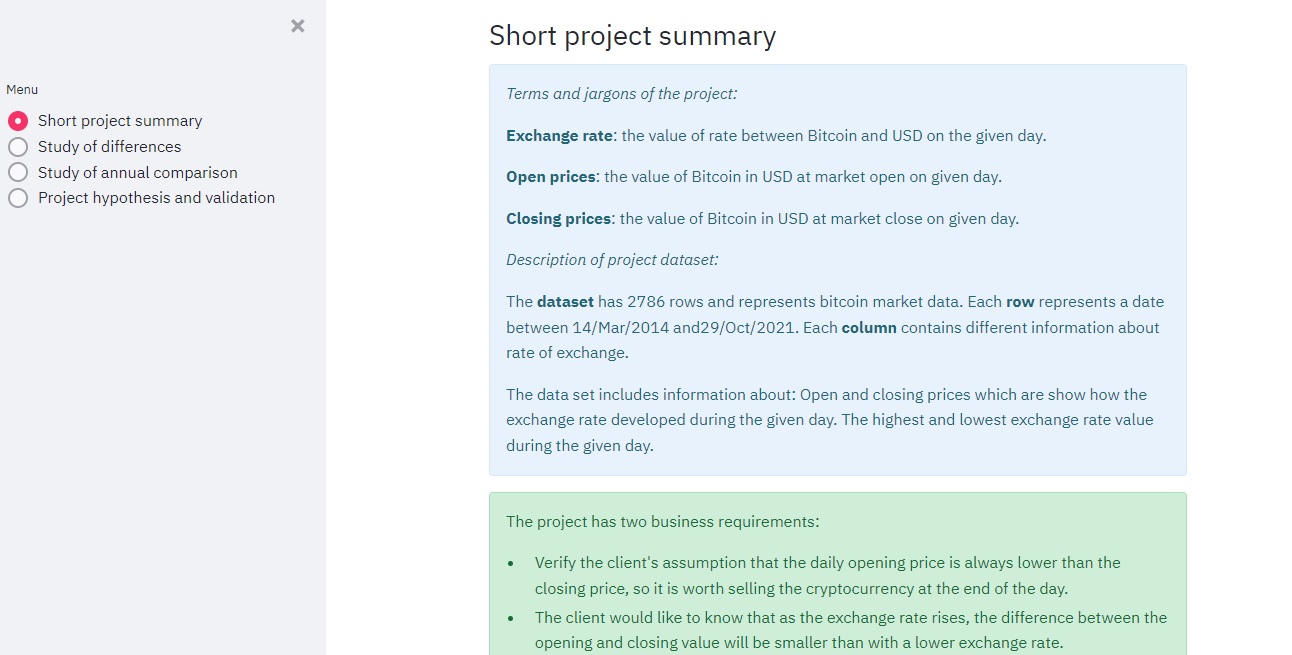 Menu
Short project summary
Study of differences
Study of annual comparison
Project hypothesis and validation
Short project summary
Terms and jargons of the project:
Exchange rate: the value of rate between Bitcoin and USD on the given day.
Open prices: the value of Bitcoin in USD at market open on given day.
Closing prices: the value of Bitcoin in USD at market close on given day.
Description of project dataset:
The dataset has 2786 rows and represents bitcoin market data. Each row represents a date
between 14/Mar/2014 and29/Oct/2021. Each column contains different information about
rate of exchange.
The data set includes information about: Open and closing prices which are show how the
exchange rate developed during the given day. The highest and lowest exchange rate value
during the given day.
The project has two business requirements:
• Verify the client's assumption that the daily opening price is always lower than the
closing price, so it is worth selling the cryptocurrency at the end of the day.
• The client would like to know that as the exchange rate rises, the difference between the
opening and closing value will be smaller than with a lower exchange rate.